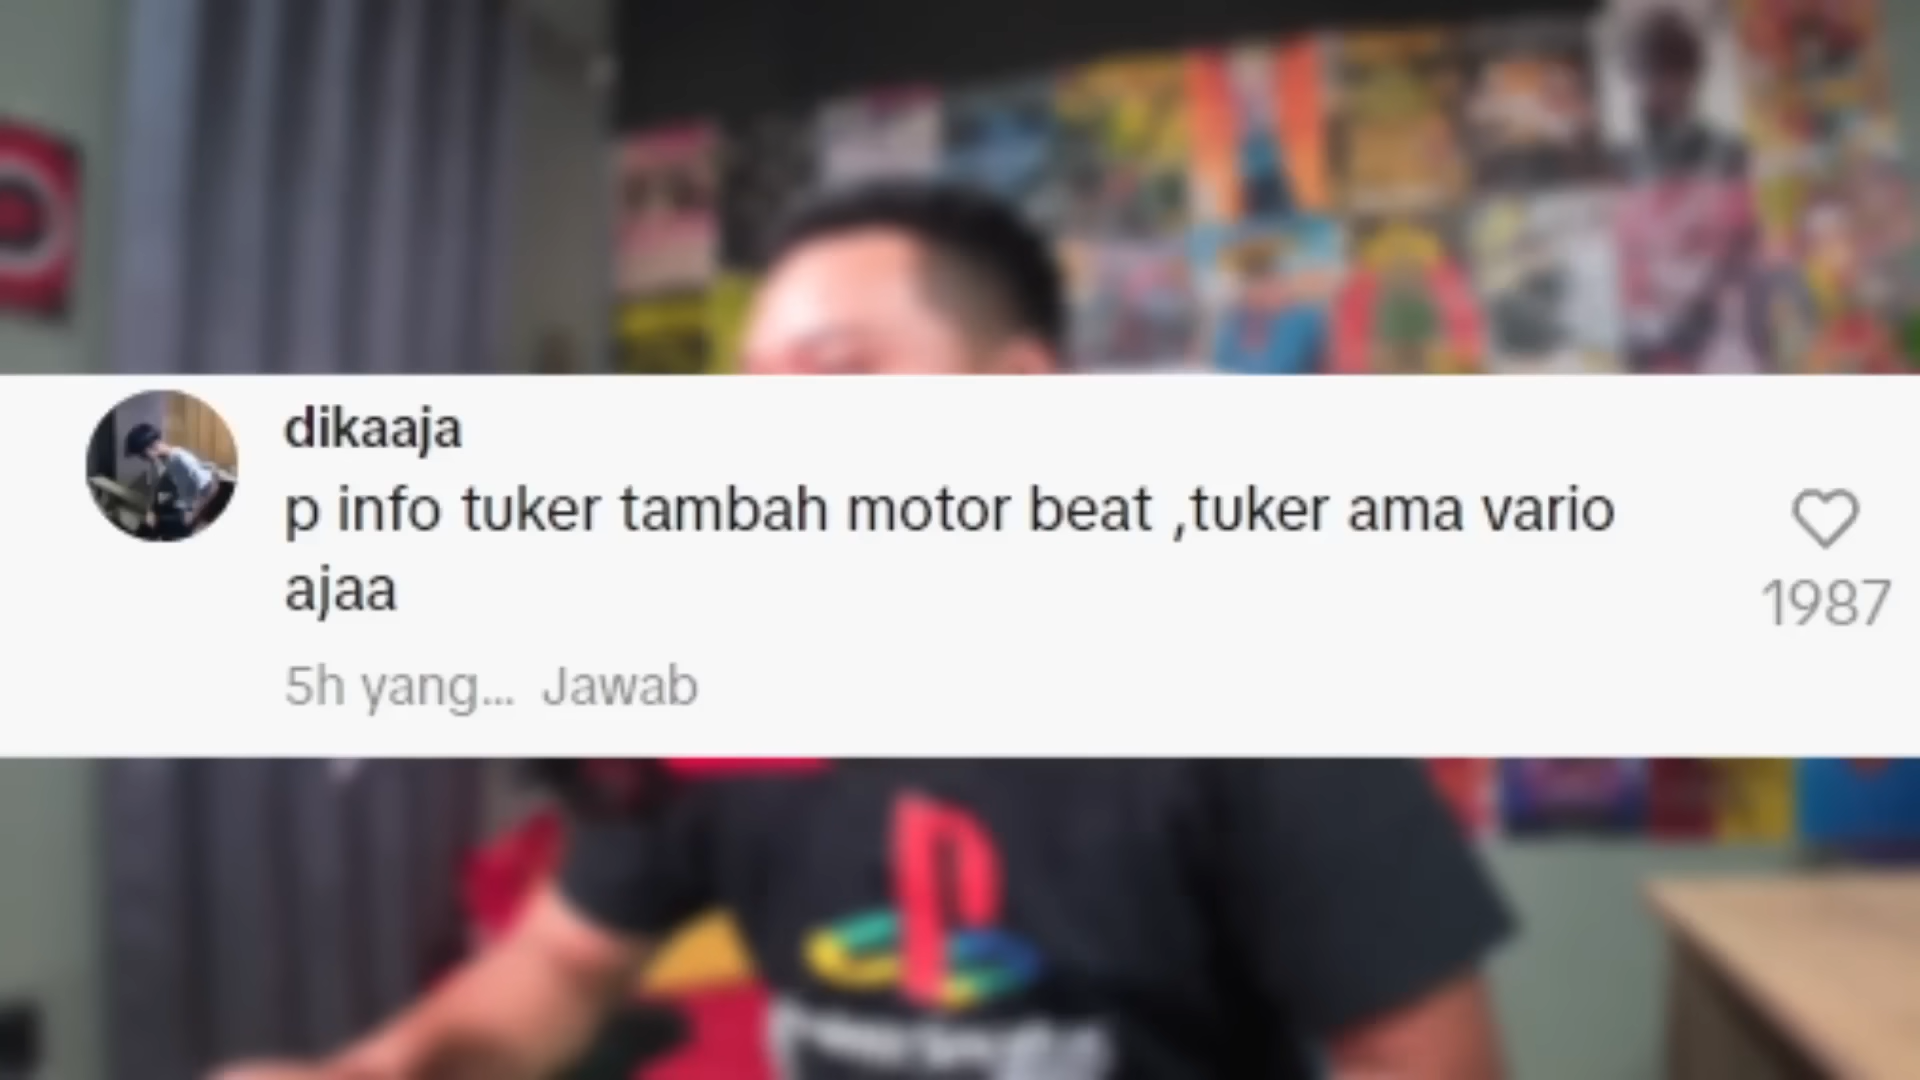 dikaaja
p info tuker tambah motor beat ,tuker ama vario
ajaa
1987
5h yang... Jawab